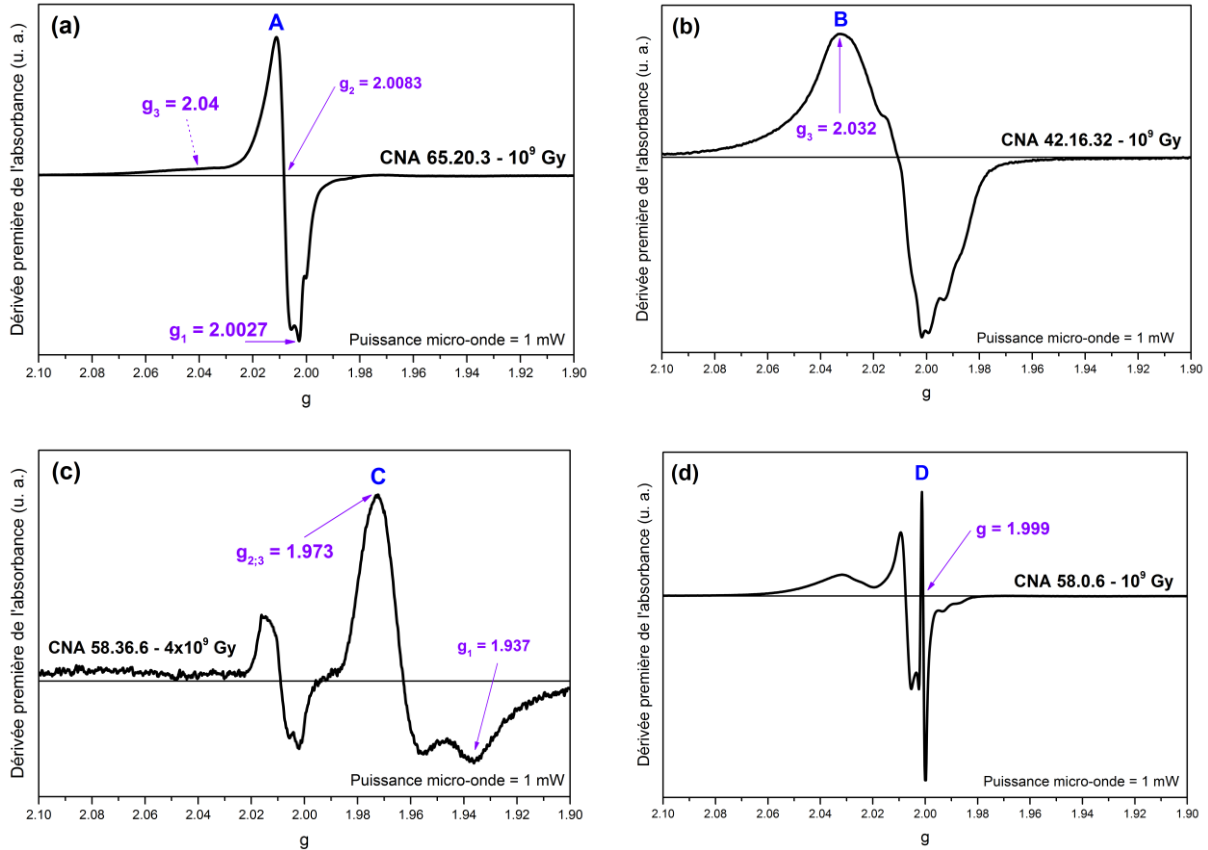 (a)
A
g₂ = 2.0083
g₃ = 2.04
CNA 65.20.3 - 10⁹ Gy
g₁ = 2.0027
Puissance micro-onde = 1 mW
Dérivée première de l'absorbance (u. a.)
2.10 2.08 2.06 2.04 2.02 2.00 1.98 1.96 1.94 1.92 1.90
g
(b)
B
g₃ = 2.032
CNA 42.16.32 - 10⁹ Gy
Puissance micro-onde = 1 mW
Dérivée première de l'absorbance (u. a.)
2.10 2.08 2.06 2.04 2.02 2.00 1.98 1.96 1.94 1.92 1.90
g
(c)
C
g₂;₃ = 1.973
CNA 58.36.6 - 4x10⁹ Gy
g₁ = 1.937
Puissance micro-onde = 1 mW
Dérivée première de l'absorbance (u. a.)
2.10 2.08 2.06 2.04 2.02 2.00 1.98 1.96 1.94 1.92 1.90
g
(d)
D
g = 1.999
CNA 58.0.6 - 10⁹ Gy
Puissance micro-onde = 1 mW
Dérivée première de l'absorbance (u. a.)
2.10 2.08 2.06 2.04 2.02 2.00 1.98 1.96 1.94 1.92 1.90
g